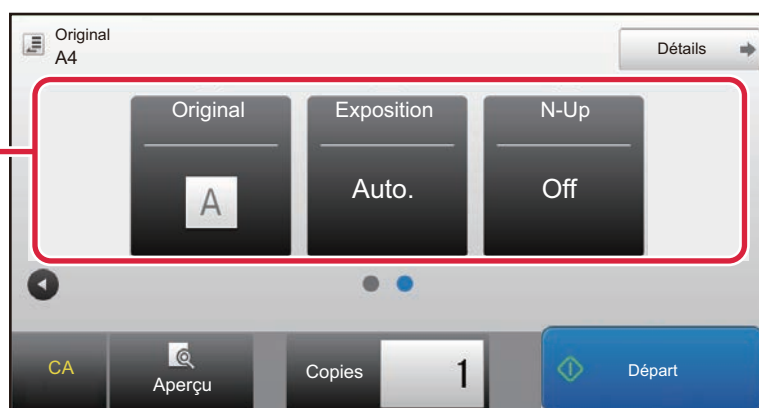 Original
A4
Détails
Original
Exposition
N-Up
A
Auto.
Off
CA
Aperçu
Copies
1
Départ